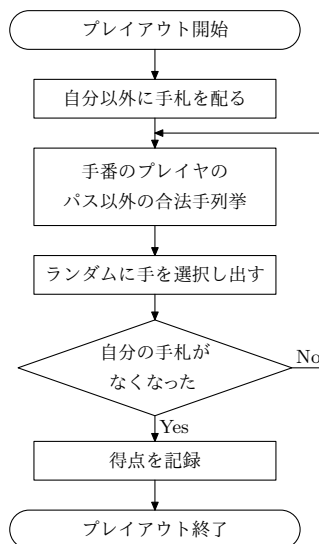 プレイアウト開始
自分以外に手札を配る
手番のプレイヤの
パス以外の合法手列挙
ランダムに手を選択し出す
自分の手札が
なくなった
No
Yes
得点を記録
プレイアウト終了